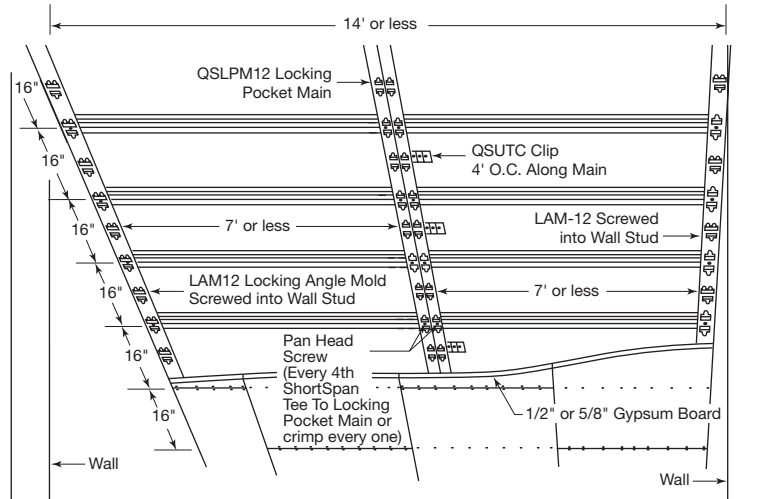 14' or less
QSLPM12 Locking
Pocket Main
16"
16"
QSUTC Clip
4' O.C. Along Main
16"
7' or less
LAM-12 Screwed
into Wall Stud
16"
LAM12 Locking Angle Mold
Screwed into Wall Stud
7' or less
16"
Pan Head
Screw
(Every 4th
ShortSpan
Tee To Locking
Pocket Main or
crimp every one)
16"
1/2" or 5/8" Gypsum Board
Wall
Wall